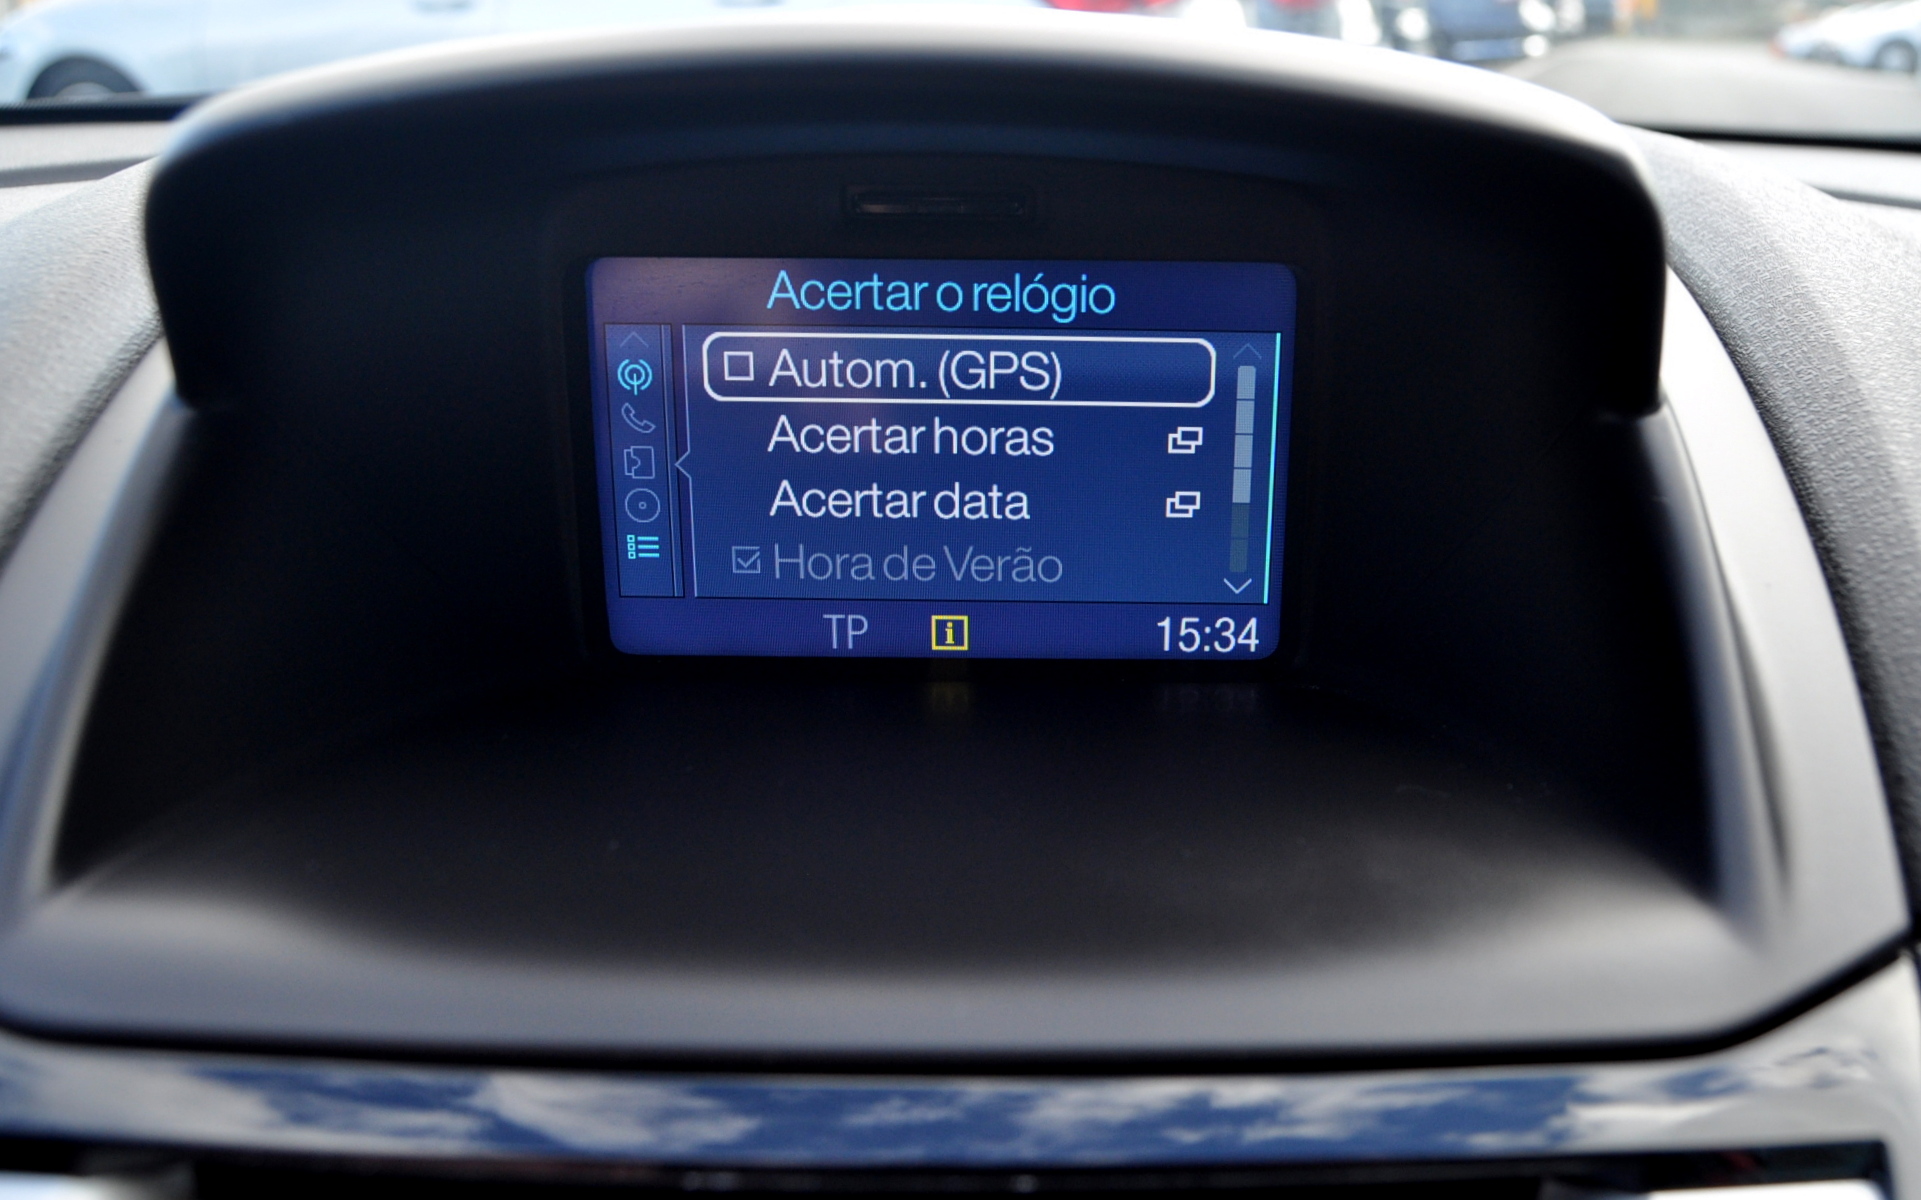 Acertar o relógio
Autom. (GPS)
Acertar horas
Acertar data
Hora de Verão
TP i 15:34